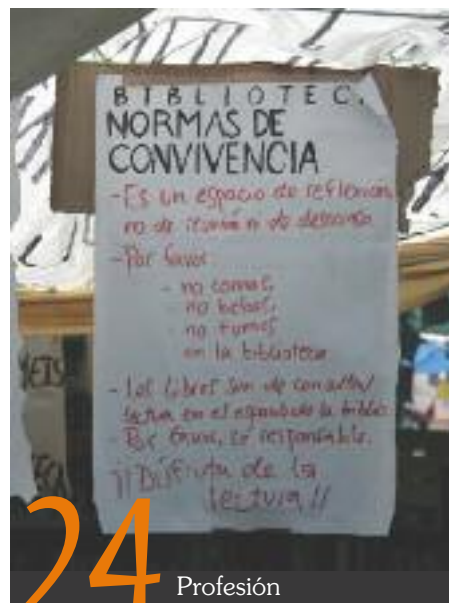 BIBLIOTEC
NORMAS DE
CONVIVENCIA
- Es un espacio de reflexión
no de reunión ni de descanso
- Por favor:
- no comas,
- no bebas,
- no fumes
en la biblioteca
- Los libros son de consulta/
lectura en el espacio de la biblio
- Por favor, sé responsable.
¡¡Disfruta de la
lectura!!
24
Profesión